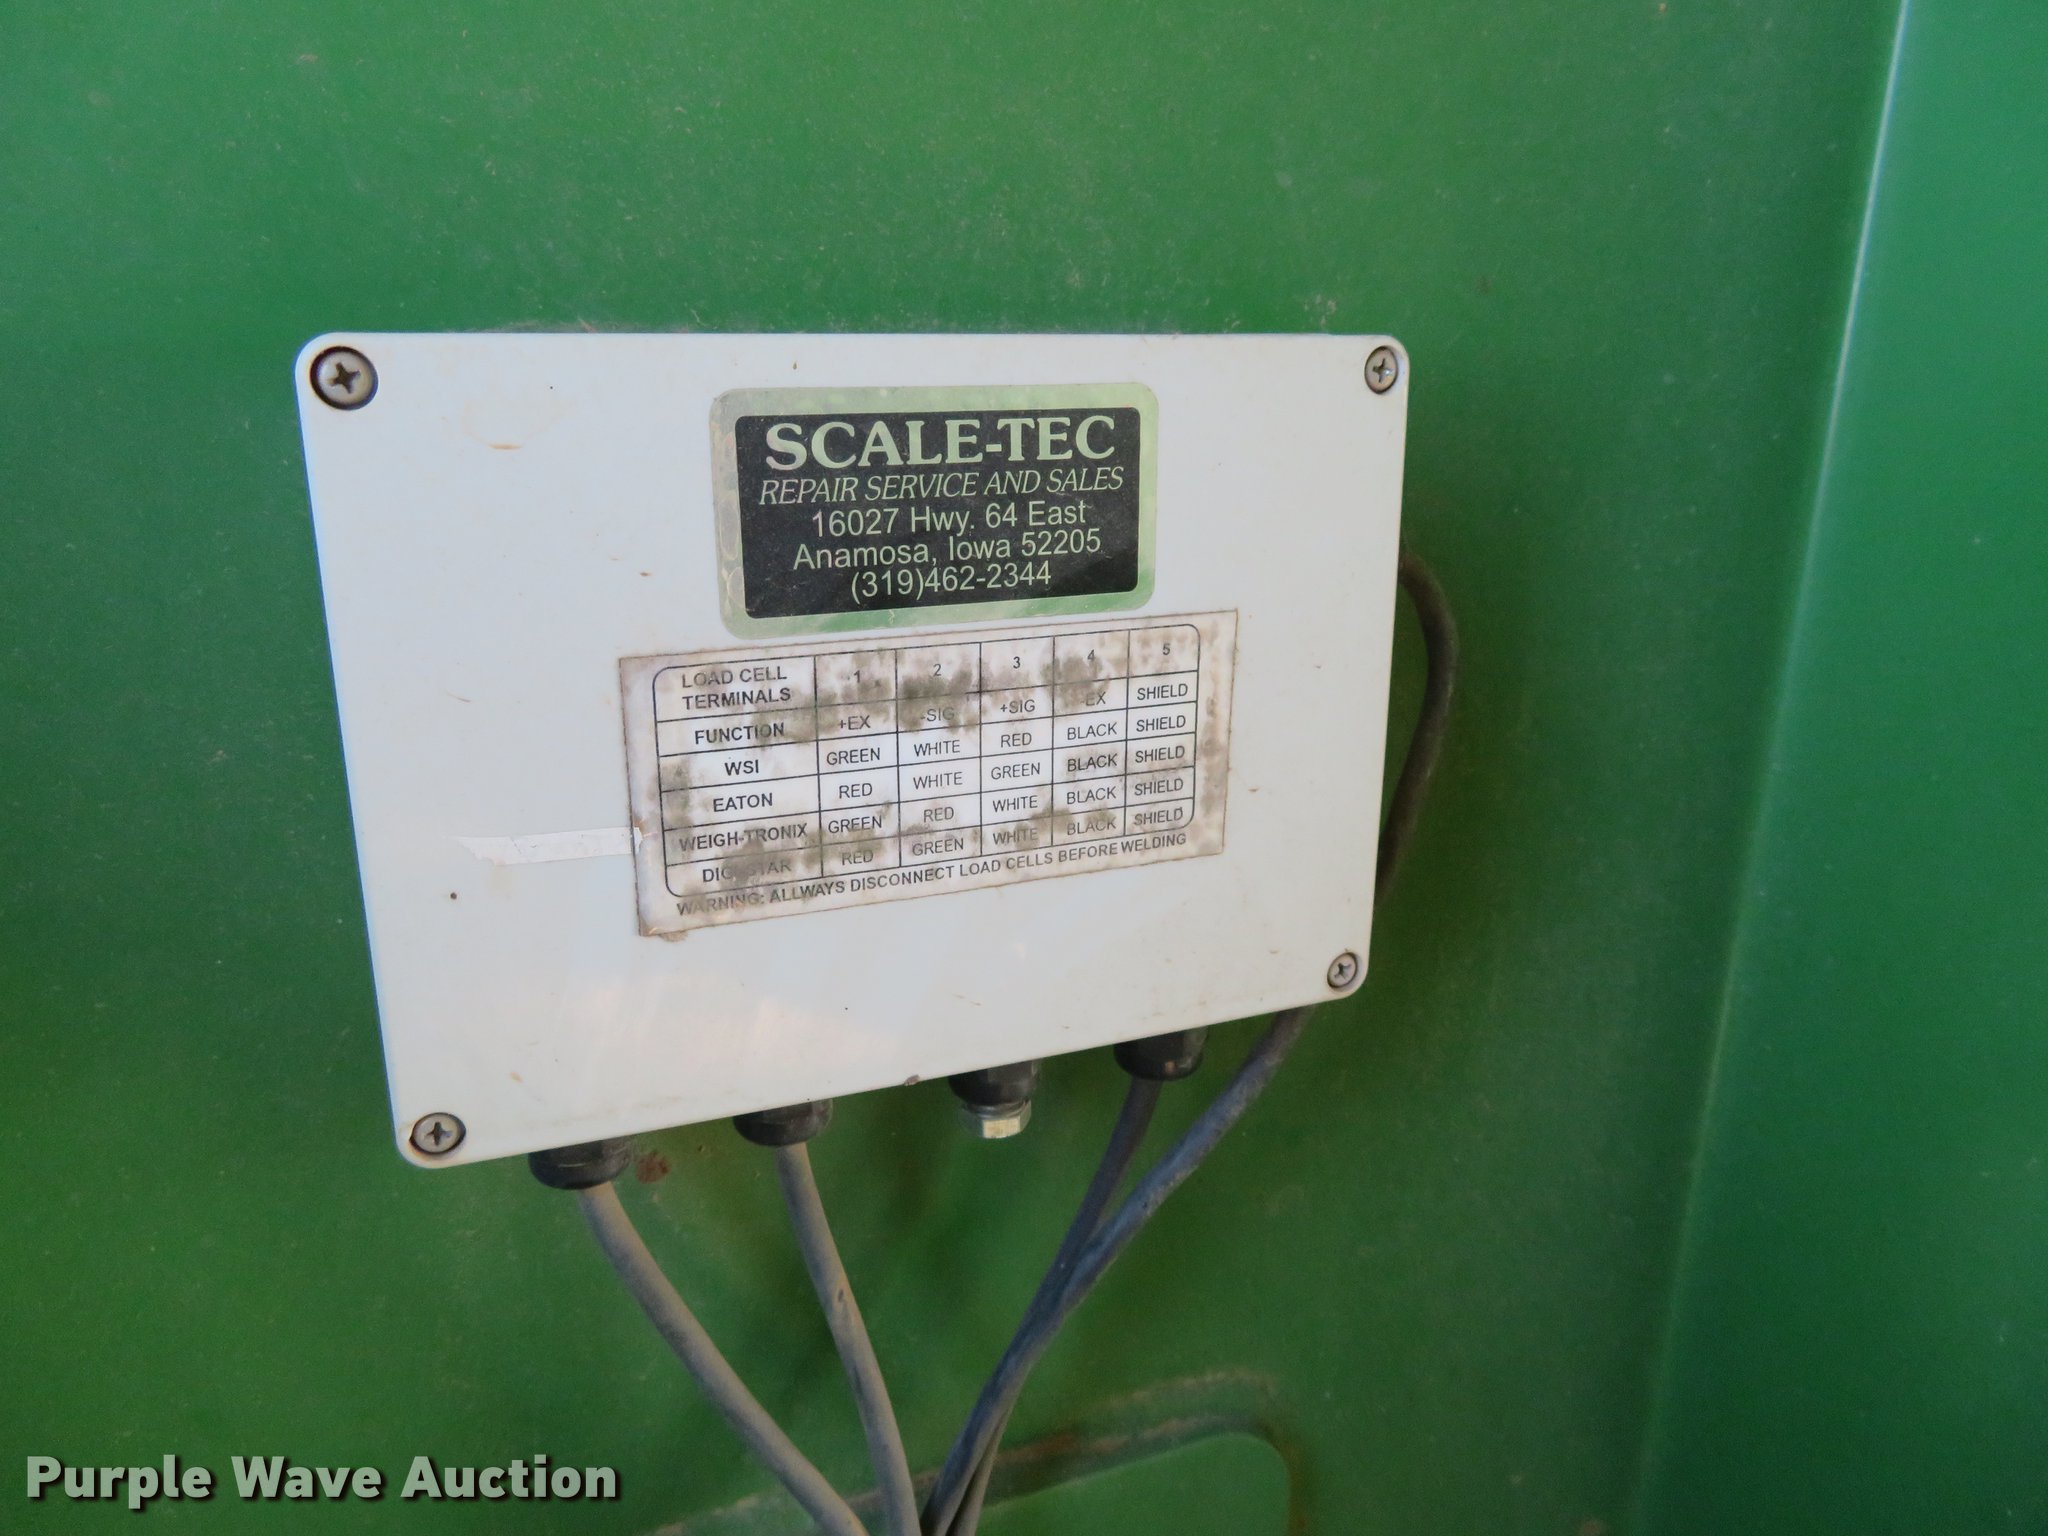 SCALE-TEC
REPAIR SERVICE AND SALES
16027 Hwy. 64 East
Anamosa, Iowa 52205
(319)462-2344
LOAD CELL TERMINALS 1 2 3 4 5
FUNCTION +EX -SIG +SIG -EX SHIELD
WSI GREEN WHITE RED BLACK SHIELD
EATON RED WHITE GREEN BLACK SHIELD
WEIGH-TRONIX GREEN RED WHITE BLACK SHIELD
RED GREEN WHITE BLACK SHIELD
WARNING: ALLWAYS DISCONNECT LOAD CELLS BEFORE WELDING
Purple Wave Auction